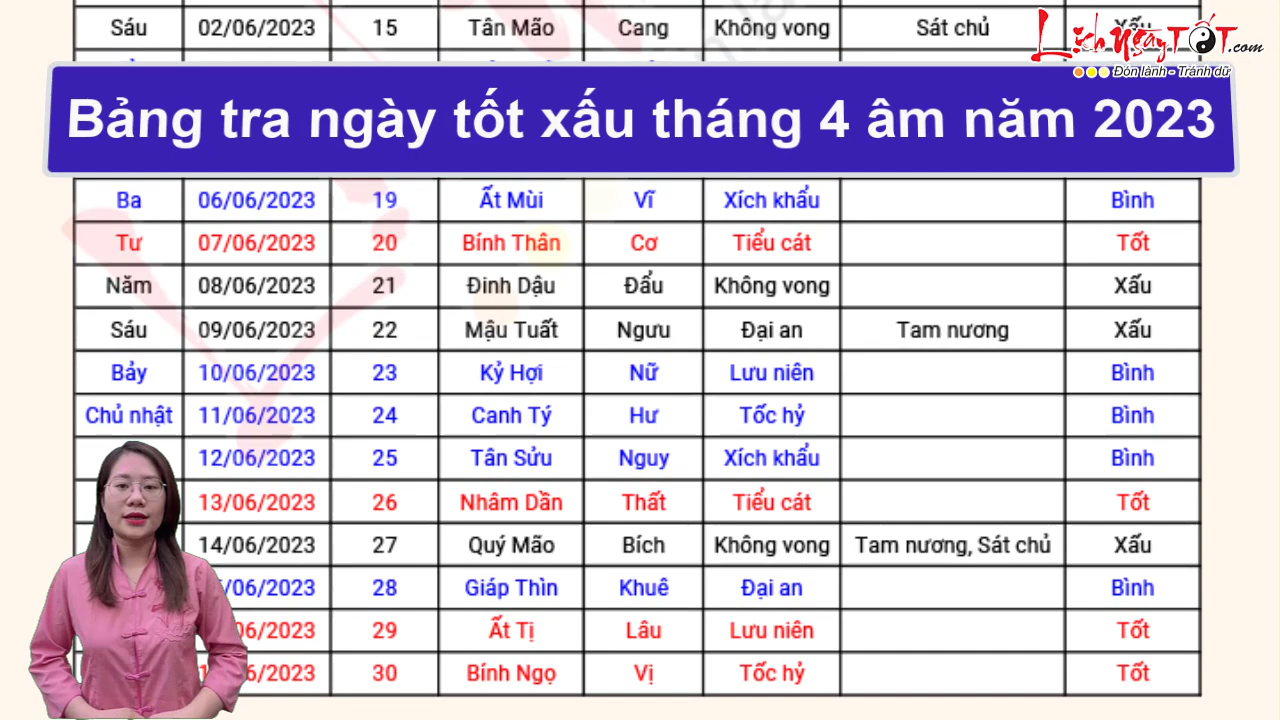 Sáu 02/06/2023 15 Tân Mão Cang Không vong Sát chủ Xấu
LịchNgàyTỐT.com
Đón lành - Tránh dữ
Bảng tra ngày tốt xấu tháng 4 âm năm 2023
Ba 06/06/2023 19 Ất Mùi Vĩ Xích khẩu Bình
Tư 07/06/2023 20 Bính Thân Cơ Tiểu cát Tốt
Năm 08/06/2023 21 Đinh Dậu Đẩu Không vong Xấu
Sáu 09/06/2023 22 Mậu Tuất Ngưu Đại an Tam nương Xấu
Bảy 10/06/2023 23 Kỷ Hợi Nữ Lưu niên Bình
Chủ nhật 11/06/2023 24 Canh Tý Hư Tốc hỷ Bình
12/06/2023 25 Tân Sửu Nguy Xích khẩu Bình
13/06/2023 26 Nhâm Dần Thất Tiểu cát Tốt
14/06/2023 27 Quý Mão Bích Không vong Tam nương, Sát chủ Xấu
/06/2023 28 Giáp Thìn Khuê Đại an Bình
06/2023 29 Ất Tị Lâu Lưu niên Tốt
06/2023 30 Bính Ngọ Vị Tốc hỷ Tốt